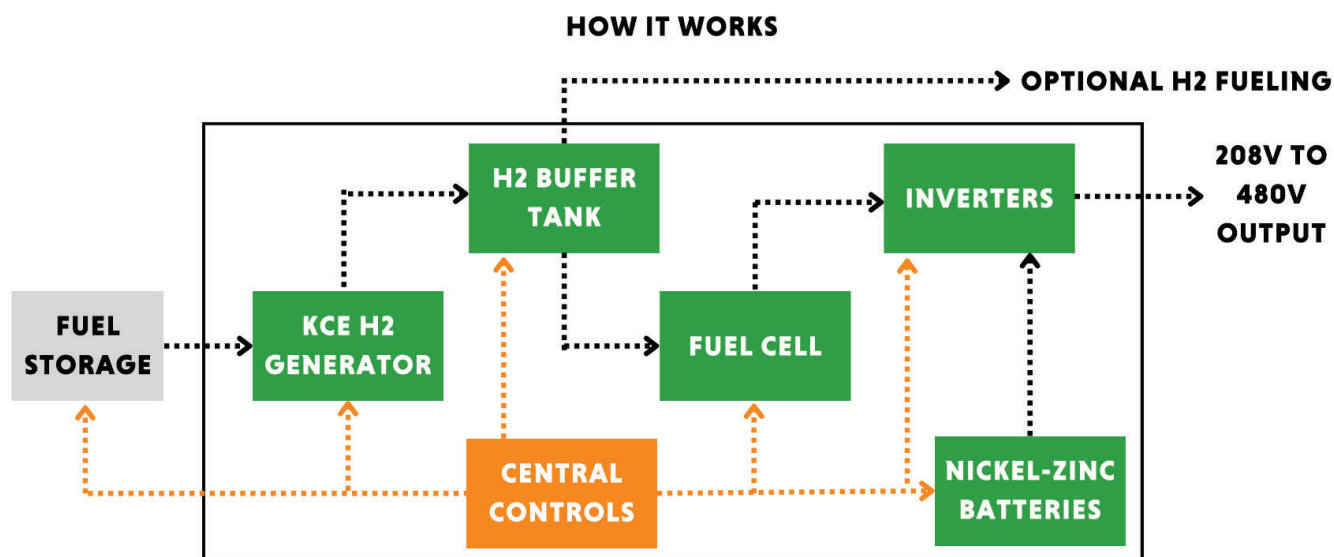 HOW IT WORKS
OPTIONAL H2 FUELING
H2 BUFFER
TANK
INVERTERS
208V TO
480V
OUTPUT
FUEL
STORAGE
KCE H2
GENERATOR
FUEL CELL
CENTRAL
CONTROLS
NICKEL-ZINC
BATTERIES